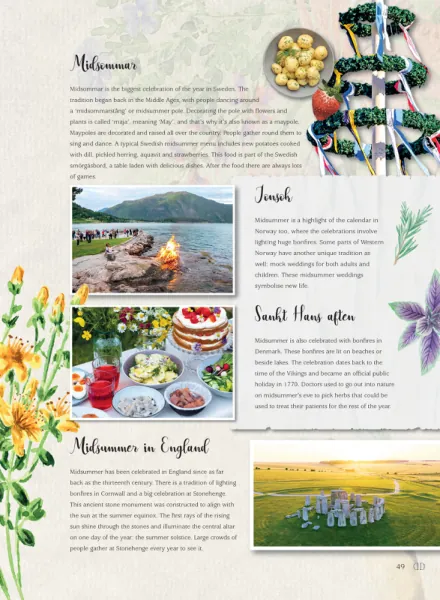 Midsommar
Midsummar is the biggest celebration of the year in Sweden. The
tradition began back in the Middle Ages, with people dancing around
a 'midsommarstång' or midsummer pole. Decorating the pole with flowers and
plants is called 'maja', meaning 'May', and that's why it's also known as a maypole.
Maypoles are decorated and raised all over the country. People gather round them to
sing and dance. A typical Swedish midsummer menu includes new potatoes cooked
with dill, pickled herring, aquavit and strawberries. This food is part of the Swedish
smörgåsbord, a table laden with delicious dishes. After the food there are always lots
of games.
Jonsok
Midsummer is a highlight of the calendar in
Norway too, where the celebrations involve
lighting huge bonfires. Some parts of Western
Norway have another unique tradition as
well: mock weddings for both adults and
children. These midsummer weddings
symbolise new life.
Sankt Hans aften
Midsummer is also celebrated with bonfires in
Denmark. These bonfires are lit on beaches or
beside lakes. The celebration dates back to the
time of the Vikings and became an official public
holiday in 1770. Doctors used to go out into nature
on midsummer's eve to pick herbs that could be
used to treat their patients for the rest of the year.
Midsummer in England
Midsummer has been celebrated in England since as far
back as the thirteenth century. There is a tradition of lighting
bonfires in Cornwall and a big celebration at Stonehenge.
This ancient stone monument was constructed to align with
the sun at the summer equinox. The first rays of the rising
sun shine through the stones and illuminate the central altar
on one day of the year: the summer solstice. Large crowds of
people gather at Stonehenge every year to see it.
49